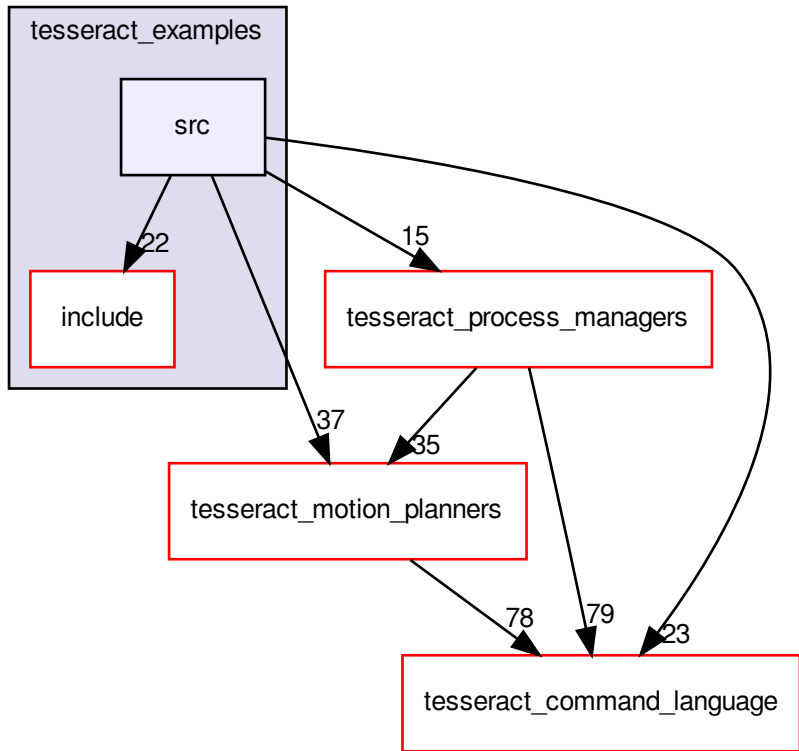 tesseract_examples
src
22
15
include
tesseract_process_managers
37
35
tesseract_motion_planners
78
79
23
tesseract_command_language